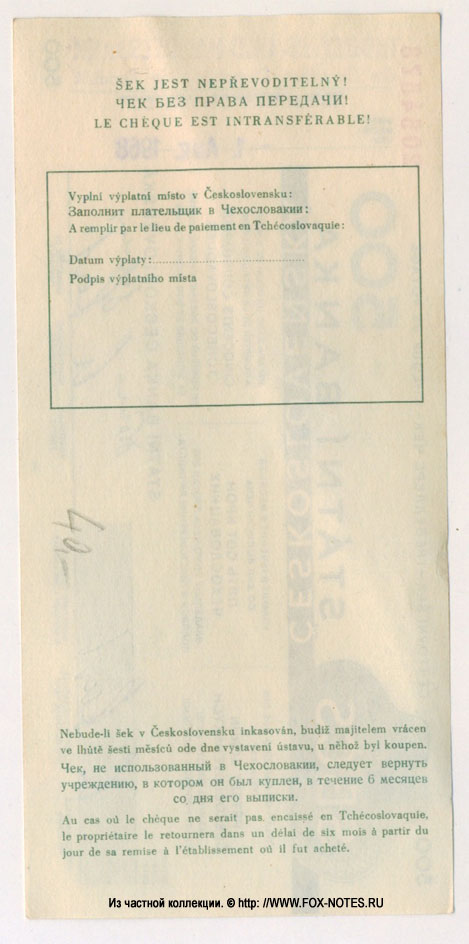 ŠEK JEST NEPŘEVODITELNÝ!
ЧЕК БЕЗ ПРАВА ПЕРЕДАЧИ!
LE CHÈQUE EST INTRANSFÉRABLE!
Vyplní výplatní místo v Československu:
Заполнит плательщик в Чехословакии:
A remplir par le lieu de paiement en Tchécoslovaquie:
Datum výplaty:
Podpis výplatního místa
40,-
Nebude-li šek v Československu inkasován, budiž majitelem vrácen
ve lhůtě šesti měsíců ode dne vystavení ústavu, u něhož byl koupen.
Чек, не использованный в Чехословакии, следует вернуть
учреждению, в котором он был куплен, в течение 6 месяцев
со дня его выписки.
Au cas où le chèque ne serait pas encaissé en Tchécoslovaquie,
le propriétaire le retournera dans un délai de six mois à partir du
jour de sa remise à l'établissement où il fut acheté.
Из частной коллекции. © http: //WWW.FOX-NOTES.RU